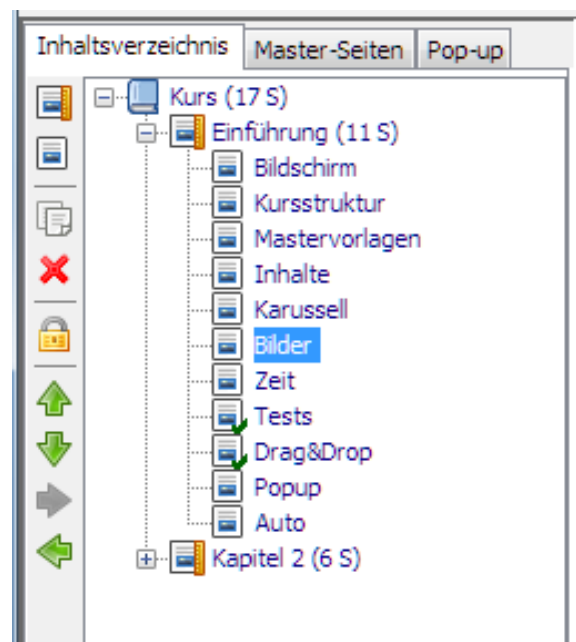 Inhaltsverzeichnis Master-Seiten Pop-up
Kurs (17 S)
Einführung (11 S)
Bildschirm
Kursstruktur
Mastervorlagen
Inhalte
Karussell
Bilder
Zeit
Tests
Drag&Drop
Popup
Auto
Kapitel 2 (6 S)